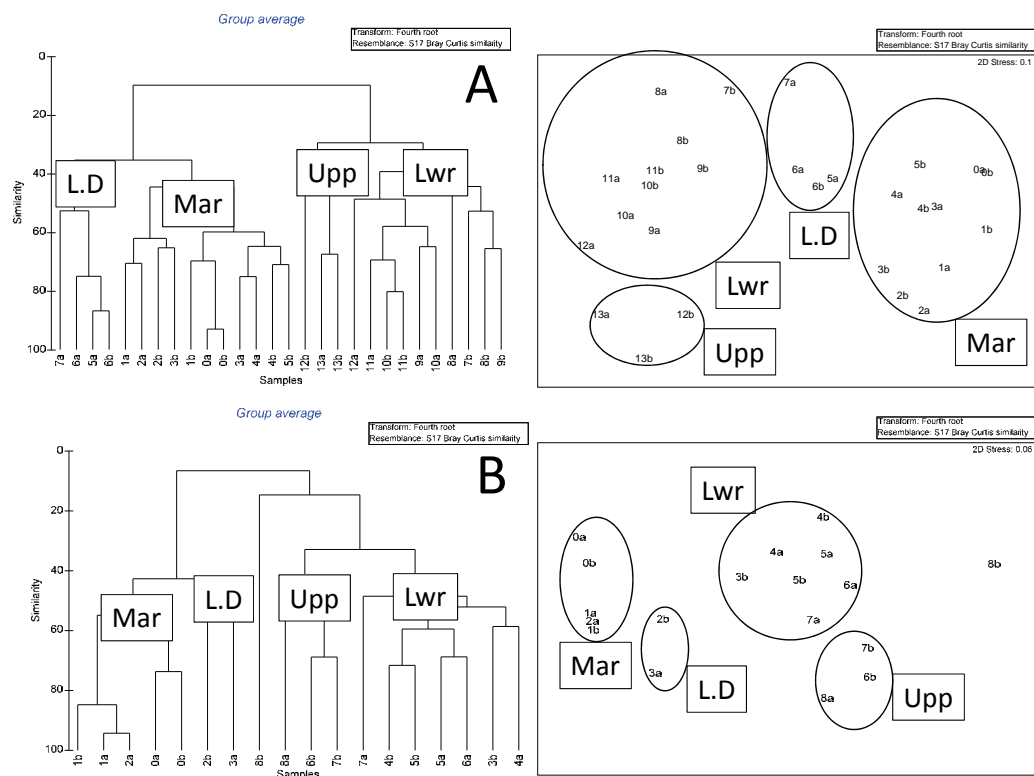 Group average
Transform: Fourth root
Resemblance: S17 Bray Curtis similarity
A
0
20
40
60
80
100
Similarity
L.D
Mar
Upp
Lwr
7a 6a 5a 6b 1a 2a 2b 3b 1b 0a 0b 3a 4a 4b 5b 12b 13a 13b 12a 11a 10b 11b 9a 10a 8a 7b 8b 9b
Samples
Transform: Fourth root
Resemblance: S17 Bray Curtis similarity
2D Stress: 0.1
8a 7b 7a
8b
11b 9b 6a 5b 0a 0b
11a 10b 6b 5a
4a 4b 3a
10a
9a 1b
12a
3b 1a
2b
13a 12b 2a
13b
L.D
Lwr
Upp
Mar
Group average
Transform: Fourth root
Resemblance: S17 Bray Curtis similarity
B
0
20
40
60
80
100
Similarity
Mar
L.D
Upp
Lwr
1b 1a 2a 0a 0b 2b 3a 8b 8a 6b 7b 7a 4b 5b 5a 6a 3b 4a
Samples
Transform: Fourth root
Resemblance: S17 Bray Curtis similarity
2D Stress: 0.06
Lwr
4b
0a
4a 5a
0b 8b
3b 5b 6a
1a
2a 2b 7a
1b
7b
3a 6b
8a
Mar
L.D
Upp